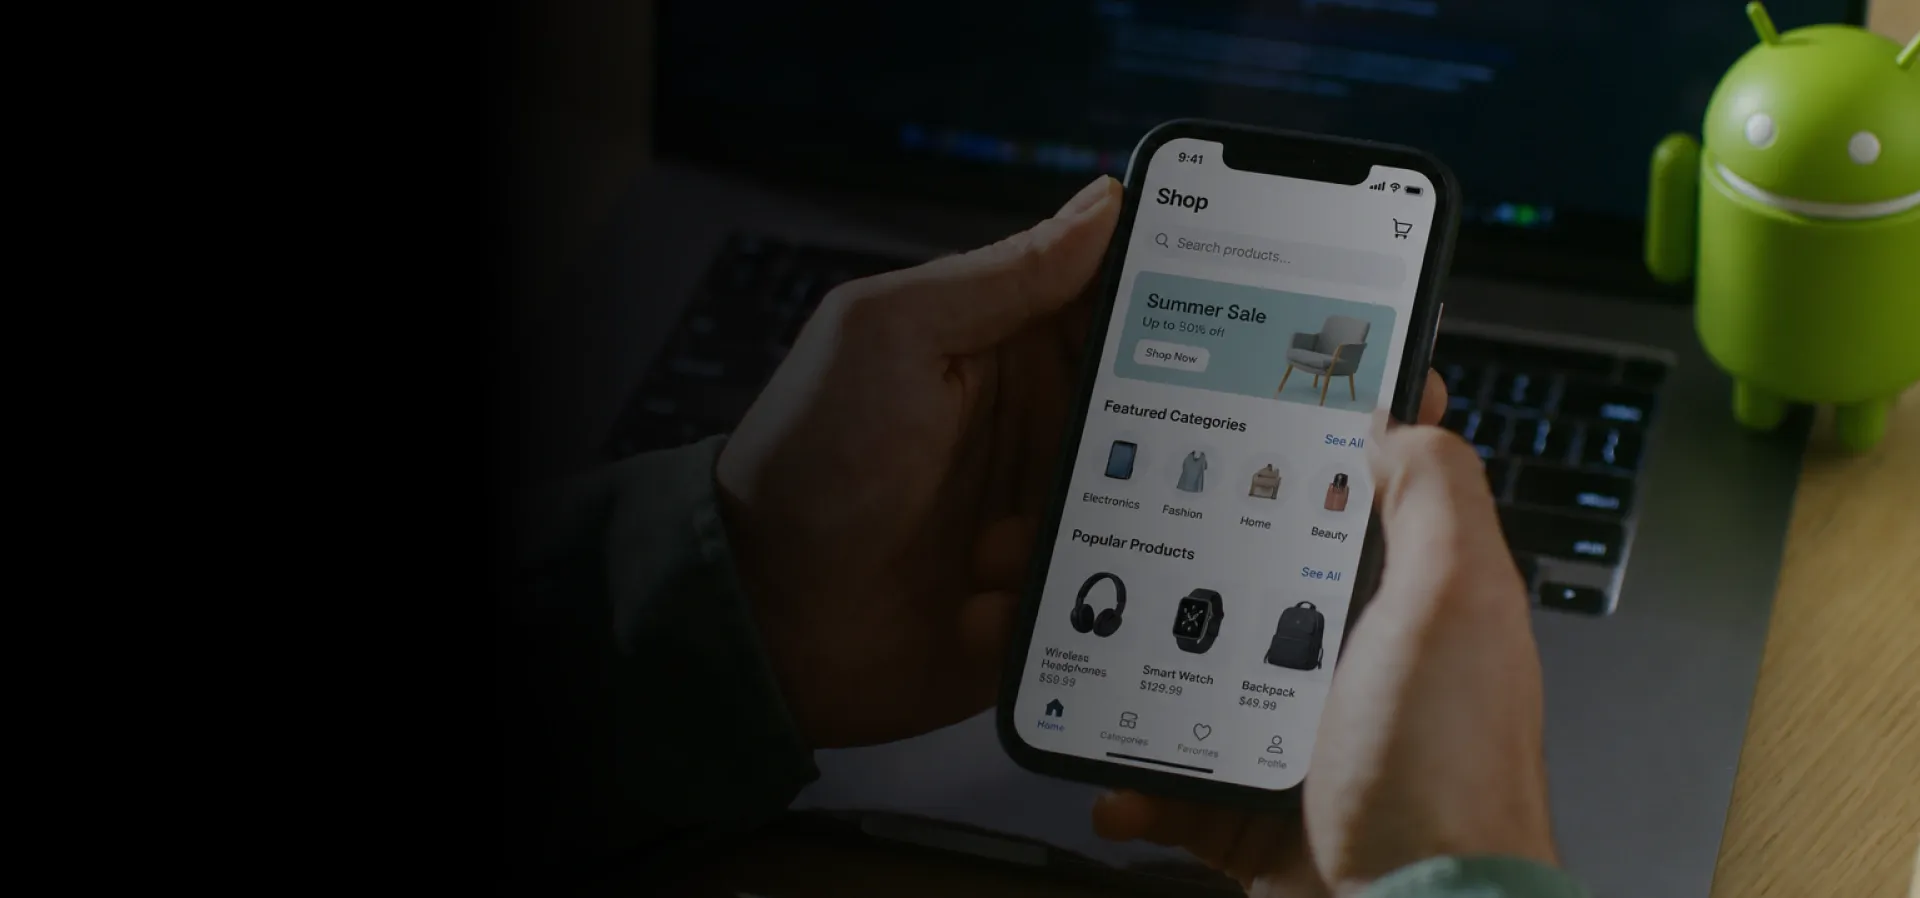 9:41
Shop
Search products...
Summer Sale
Up to 50% off
Shop Now
Featured Categories
See All
Electronics
Fashion
Home
Beauty
Popular Products
See All
Wireless
Headphones
$59.99
Smart Watch
$129.99
Backpack
$49.99
Home
Categories
Favorites
Profile